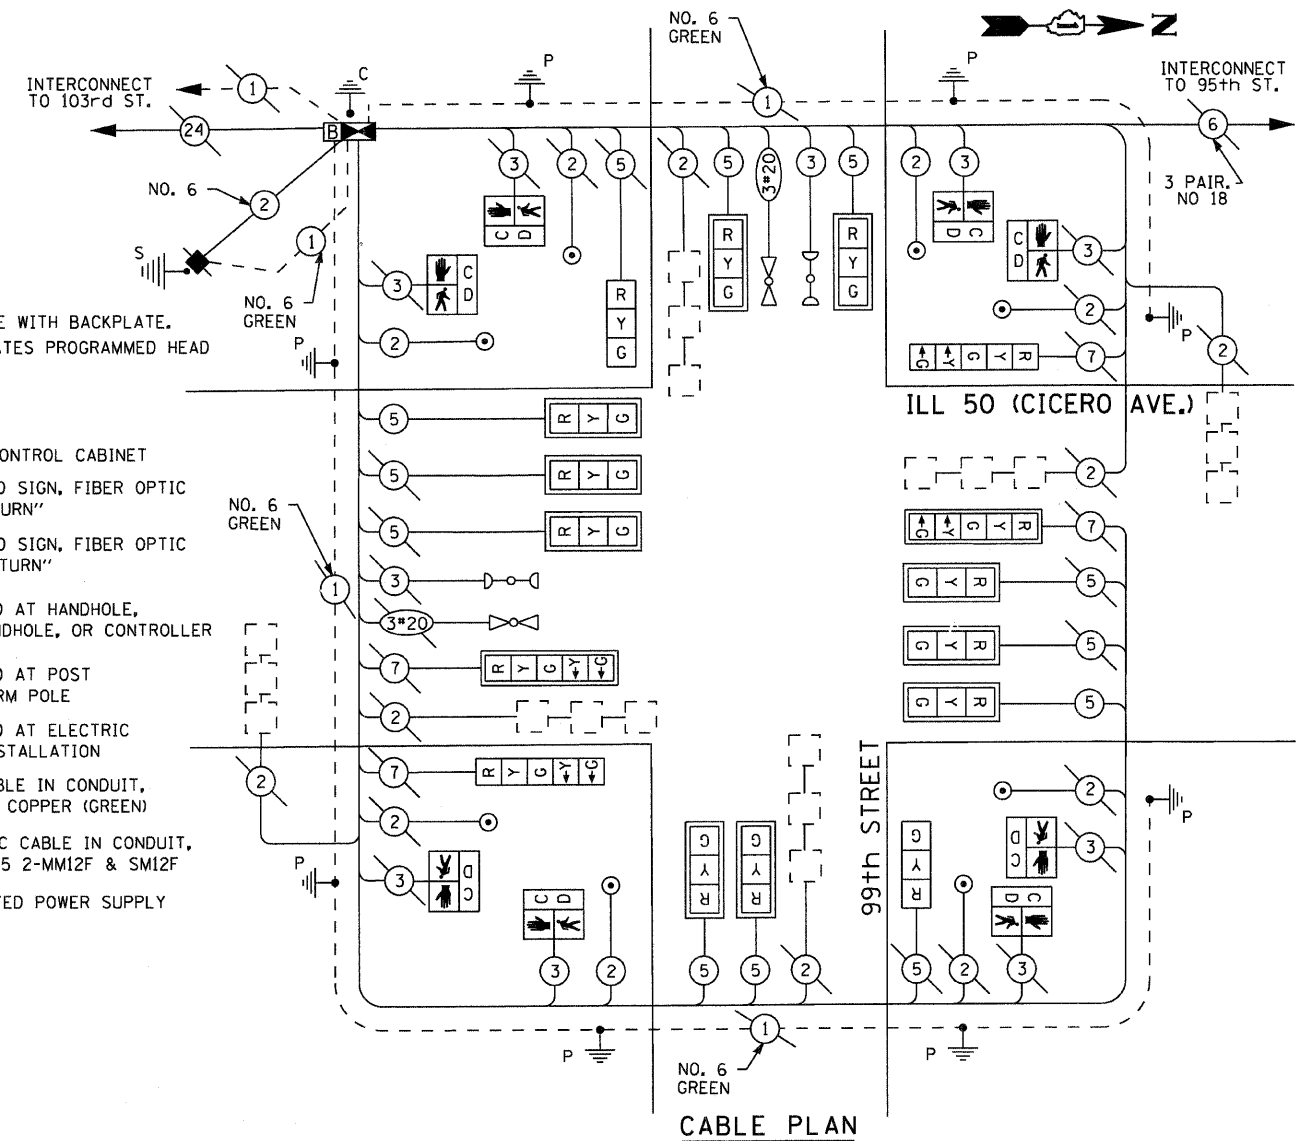 NO. 6
GREEN
N
INTERCONNECT
TO 103rd ST.
INTERCONNECT
TO 95th ST.
C
P
P
1
1
24
B
6
3 PAIR.
NO 18
NO. 6
2
S
1
NO. 6
GREEN
3
2
5
2
5
3#20
3
5
2
3
C D
R
Y
G
R
Y
G
R
Y
G
C D
C
D
3
3
C
D
2
2
E WITH BACKPLATE.
ATES PROGRAMMED HEAD
P
P
2
R Y G Y G
7
ILL 50 (CICERO AVE.)
5
R Y G
ONTROL CABINET
5
R Y G
2
O SIGN, FIBER OPTIC
URN"
NO. 6
GREEN
5
R Y G
R Y G Y G
7
O SIGN, FIBER OPTIC
TURN"
1
3
R Y G
5
O AT HANDHOLE,
NDHOLE, OR CONTROLLER
3#20
R Y G
5
O AT POST
RM POLE
7
R Y G Y G
R Y G
5
2
O AT ELECTRIC
STALLATION
99th STREET
2
7
R Y G Y G
BLE IN CONDUIT,
COPPER (GREEN)
2
2
P
C IC CABLE IN CONDUIT,
5 2-MM12F & SM12F
P
3
C
D
C
D
3
TED POWER SUPPLY
C D
R
Y
G
R
Y
G
R
Y
G
C D
3
2
5
5
2
5
2
3
1
P
P
NO. 6
GREEN
CABLE PLAN